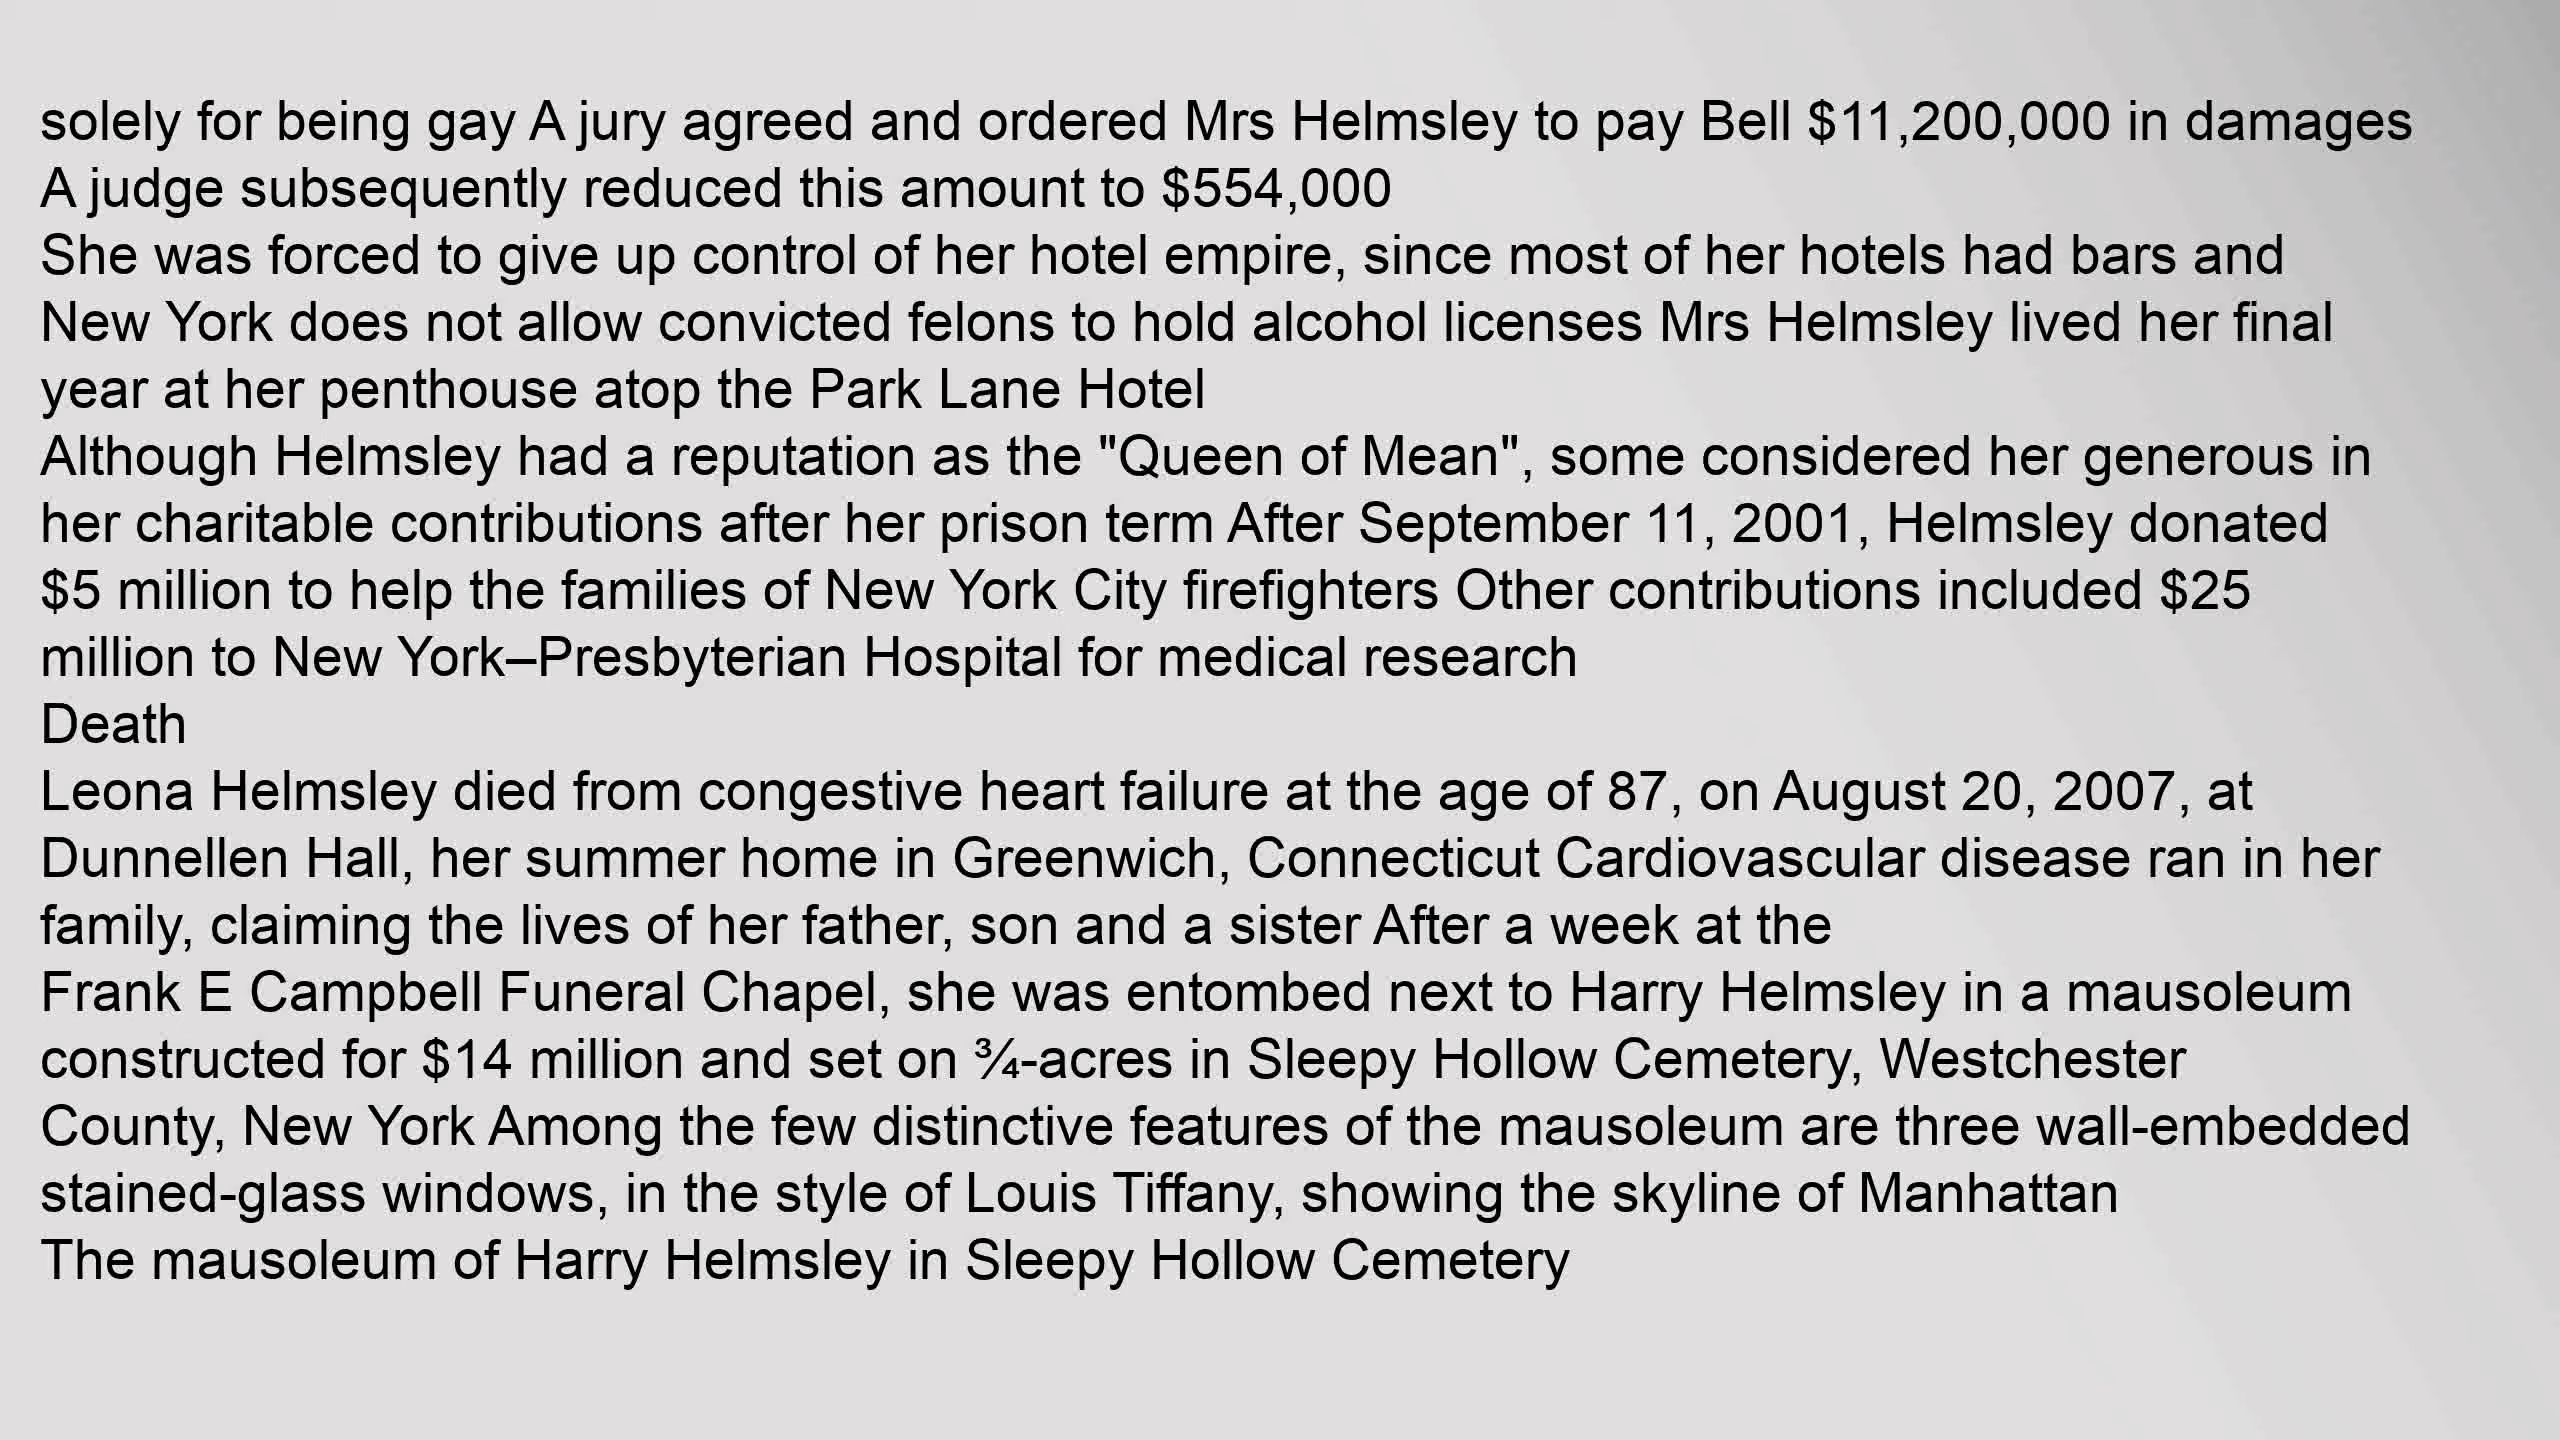 solely for being gay A jury agreed and ordered Mrs Helmsley to pay Bell $11,200,000 in damages
A judge subsequently reduced this amount to $554,000
She was forced to give up control of her hotel empire, since most of her hotels had bars and
New York does not allow convicted felons to hold alcohol licenses Mrs Helmsley lived her final
year at her penthouse atop the Park Lane Hotel
Although Helmsley had a reputation as the "Queen of Mean", some considered her generous in
her charitable contributions after her prison term After September 11, 2001, Helmsley donated
$5 million to help the families of New York City firefighters Other contributions included $25
million to New York–Presbyterian Hospital for medical research
Death
Leona Helmsley died from congestive heart failure at the age of 87, on August 20, 2007, at
Dunnellen Hall, her summer home in Greenwich, Connecticut Cardiovascular disease ran in her
family, claiming the lives of her father, son and a sister After a week at the
Frank E Campbell Funeral Chapel, she was entombed next to Harry Helmsley in a mausoleum
constructed for $14 million and set on ¾-acres in Sleepy Hollow Cemetery, Westchester
County, New York Among the few distinctive features of the mausoleum are three wall-embedded
stained-glass windows, in the style of Louis Tiffany, showing the skyline of Manhattan
The mausoleum of Harry Helmsley in Sleepy Hollow Cemetery